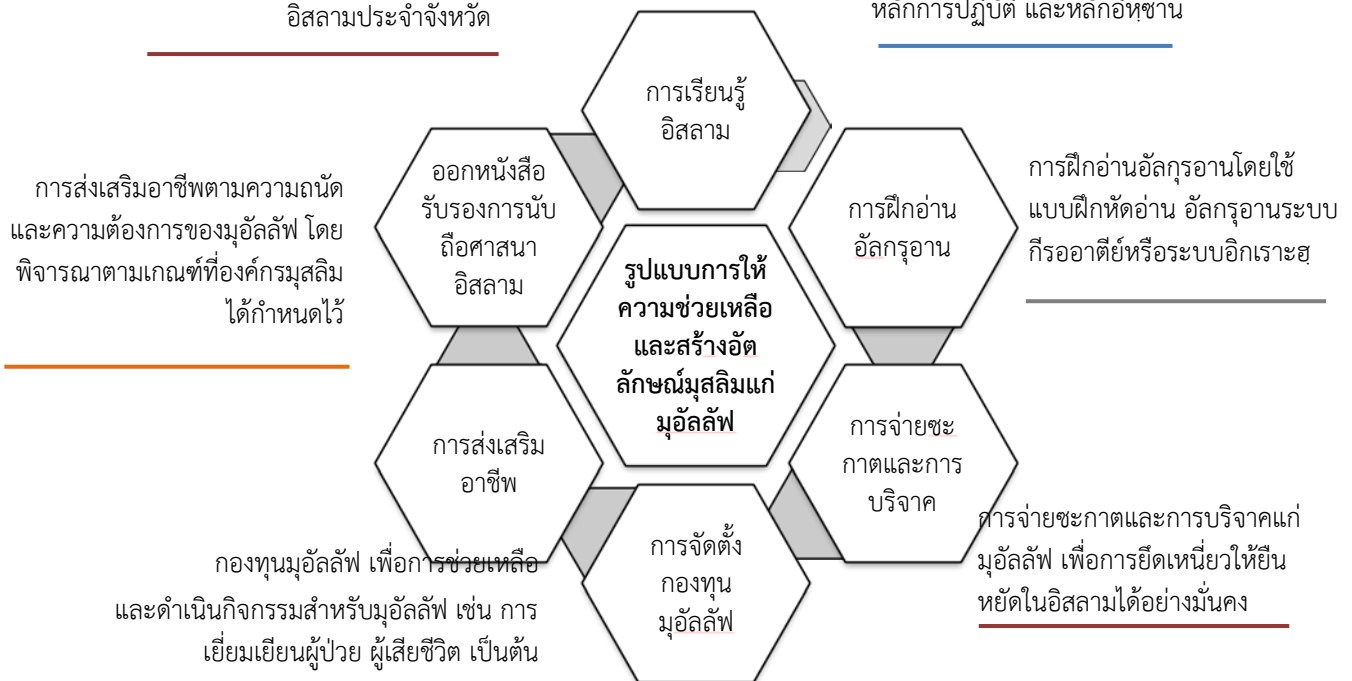 อิสลามประจำจังหวัด
หลักการปฏิบัติ และหลักอิหฺซาน
การเรียนรู้
อิสลาม
ออกหนังสือ
รับรองการนับ
ถือศาสนา
อิสลาม
การฝึกอ่าน
อัลกรุอาน
การฝึกอ่านอัลกุรอานโดยใช้
แบบฝึกหัดอ่าน อัลกรุอานระบบ
กีรออาตีย์หรือระบบอิกเราะฮฺ
การส่งเสริมอาชีพตามความถนัด
และความต้องการของมุอัลลัฟ โดย
พิจารณาตามเกณฑ์ที่องค์กรมุสลิม
ได้กำหนดไว้
รูปแบบการให้
ความช่วยเหลือ
และสร้างอัต
ลักษณ์มุสลิมแก่
มุอัลลัฟ
การส่งเสริม
อาชีพ
การจ่ายซะ
กาตและการ
บริจาค
การจ่ายซะกาตและการบริจาคแก่
มุอัลลัฟ เพื่อการยึดเหนี่ยวให้ยืน
หยัดในอิสลามได้อย่างมั่นคง
การจัดตั้ง
กองทุน
มุอัลลัฟ
กองทุนมุอัลลัฟ เพื่อการช่วยเหลือ
และดำเนินกิจกรรมสำหรับมุอัลลัฟ เช่น การ
เยี่ยมเยียนผู้ป่วย ผู้เสียชีวิต เป็นต้น